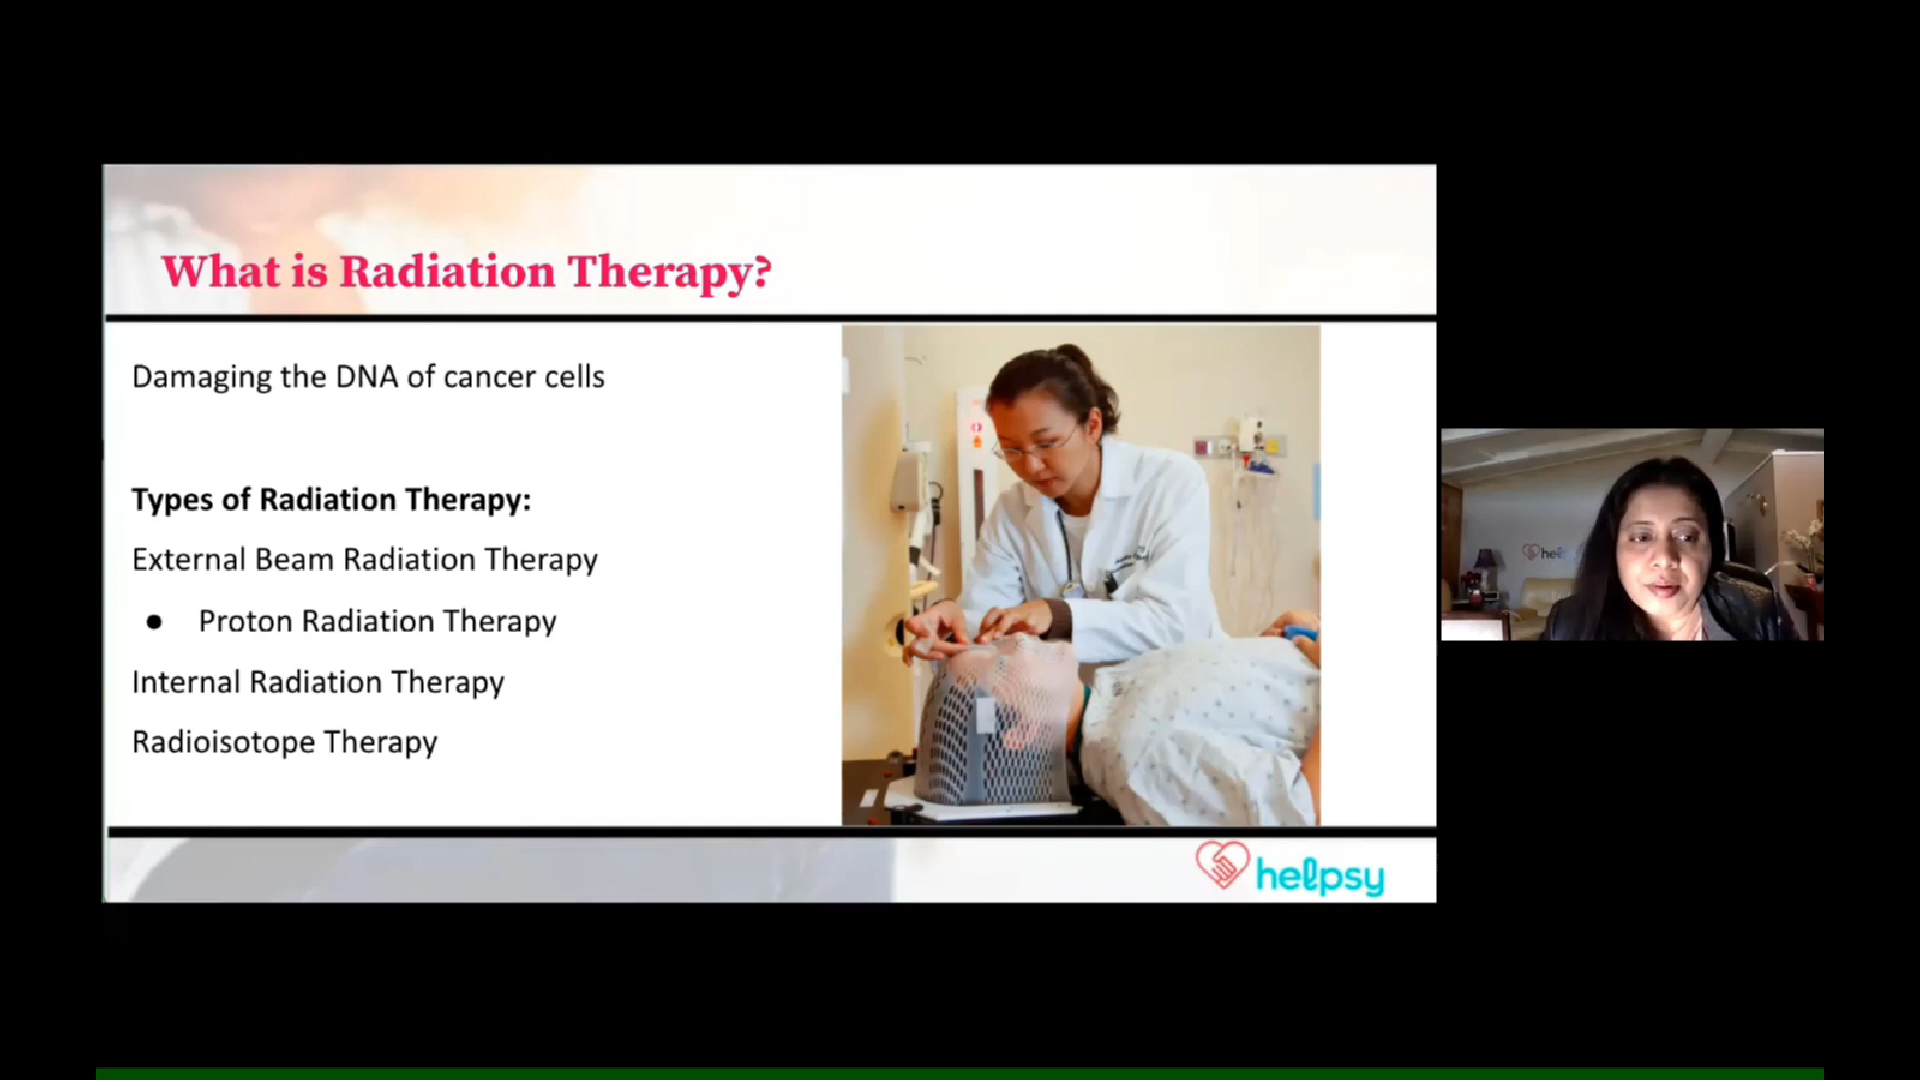 What is Radiation Therapy?
Damaging the DNA of cancer cells
Types of Radiation Therapy:
External Beam Radiation Therapy
● Proton Radiation Therapy
Internal Radiation Therapy
Radioisotope Therapy
helpsy